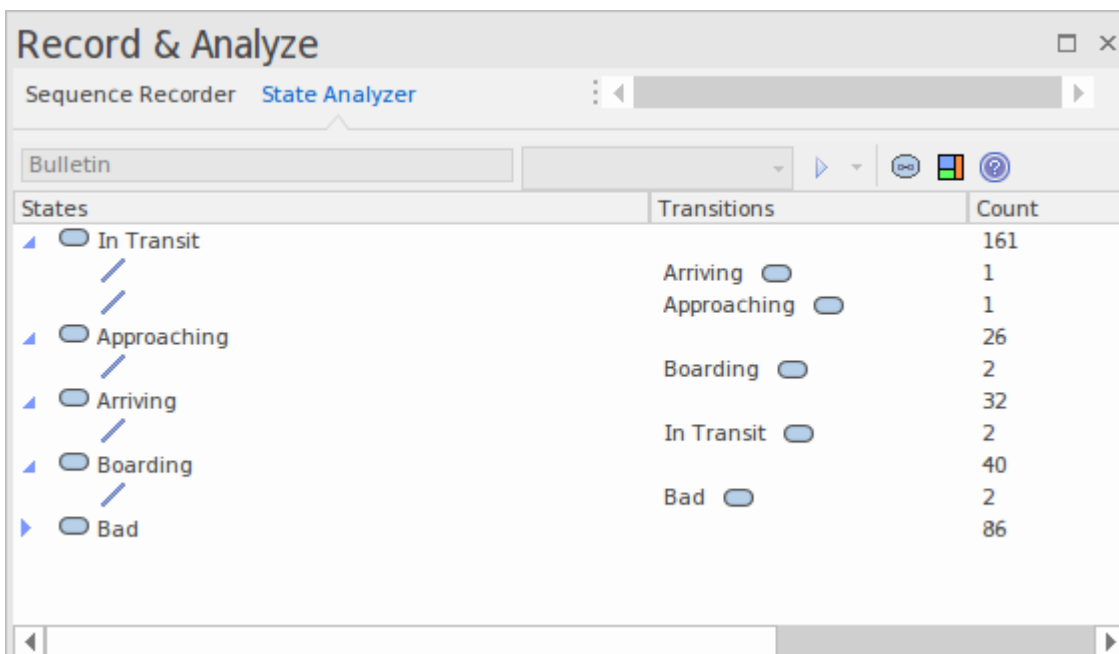 Record & Analyze
Sequence Recorder State Analyzer
Bulletin
States Transitions Count
In Transit 161
Arriving 1
Approaching 1
Approaching 26
Boarding 2
Arriving 32
In Transit 2
Boarding 40
Bad 2
Bad 86